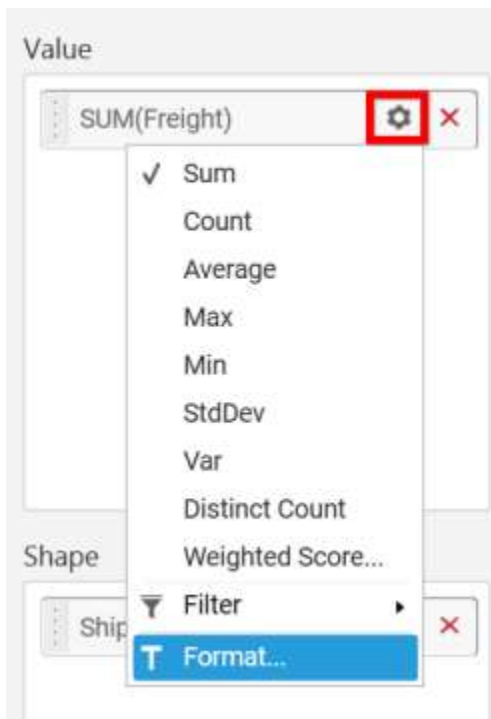 Value
SUM(Freight)
Sum
Count
Average
Max
Min
StdDev
Var
Distinct Count
Weighted Score...
Shape
Filter
Ship
Format...